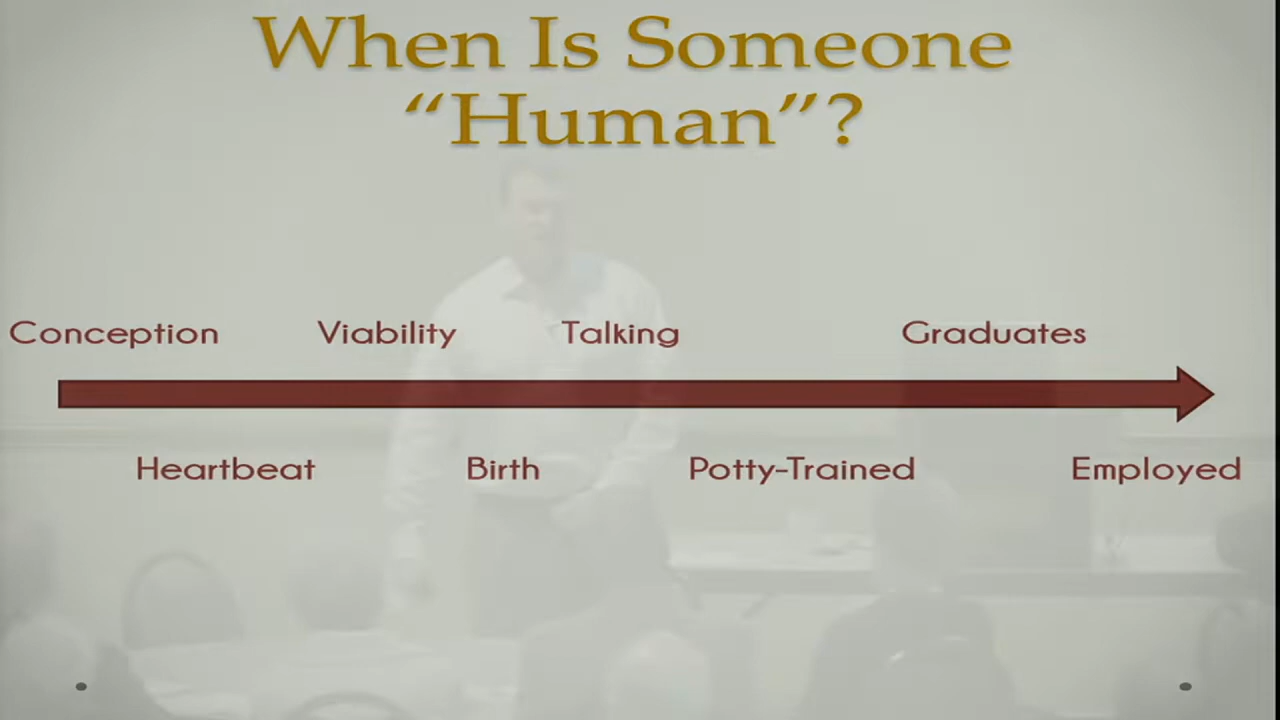 When Is Someone
“Human”?
Conception Viability Talking Graduates
Heartbeat Birth Potty-Trained Employed